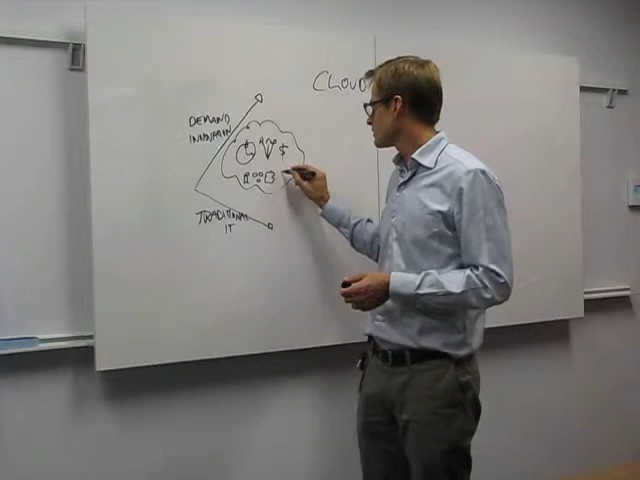 CLOUD
DEMAND
INNOVATION
$
TRADITIONAL
IT